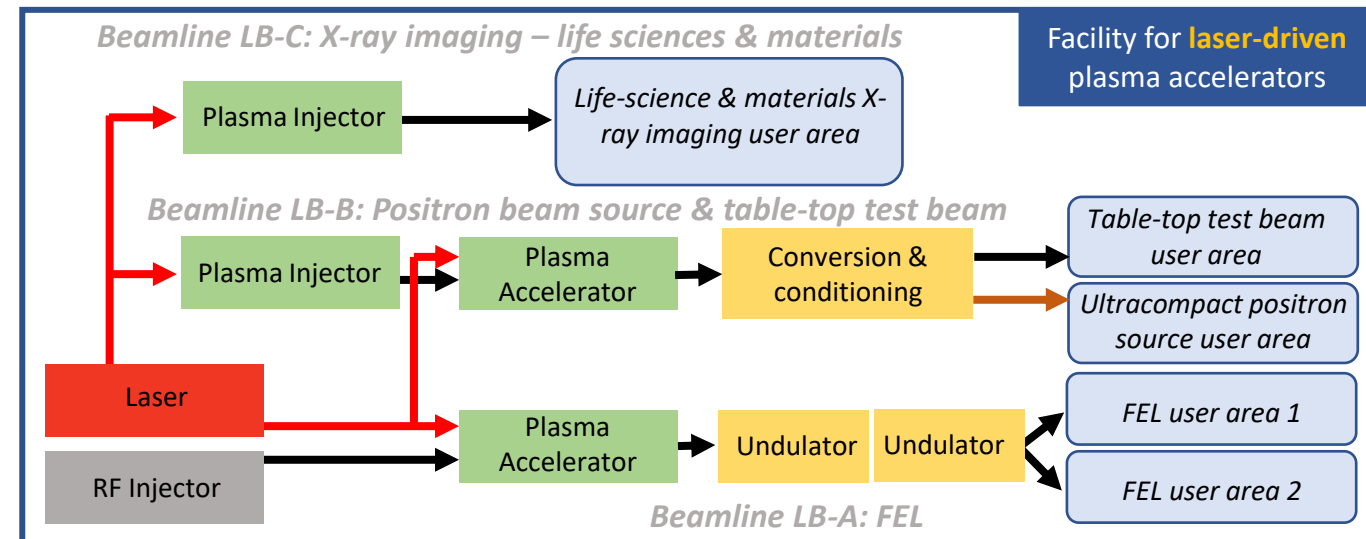 Beamline LB-C: X-ray imaging – life sciences & materials
Facility for laser-driven
plasma accelerators
Plasma Injector
Life-science & materials X-
ray imaging user area
Beamline LB-B: Positron beam source & table-top test beam
Plasma Injector
Plasma
Accelerator
Conversion &
conditioning
Table-top test beam
user area
Ultracompact positron
source user area
Laser
RF Injector
Plasma
Accelerator
Undulator
Undulator
FEL user area 1
FEL user area 2
Beamline LB-A: FEL